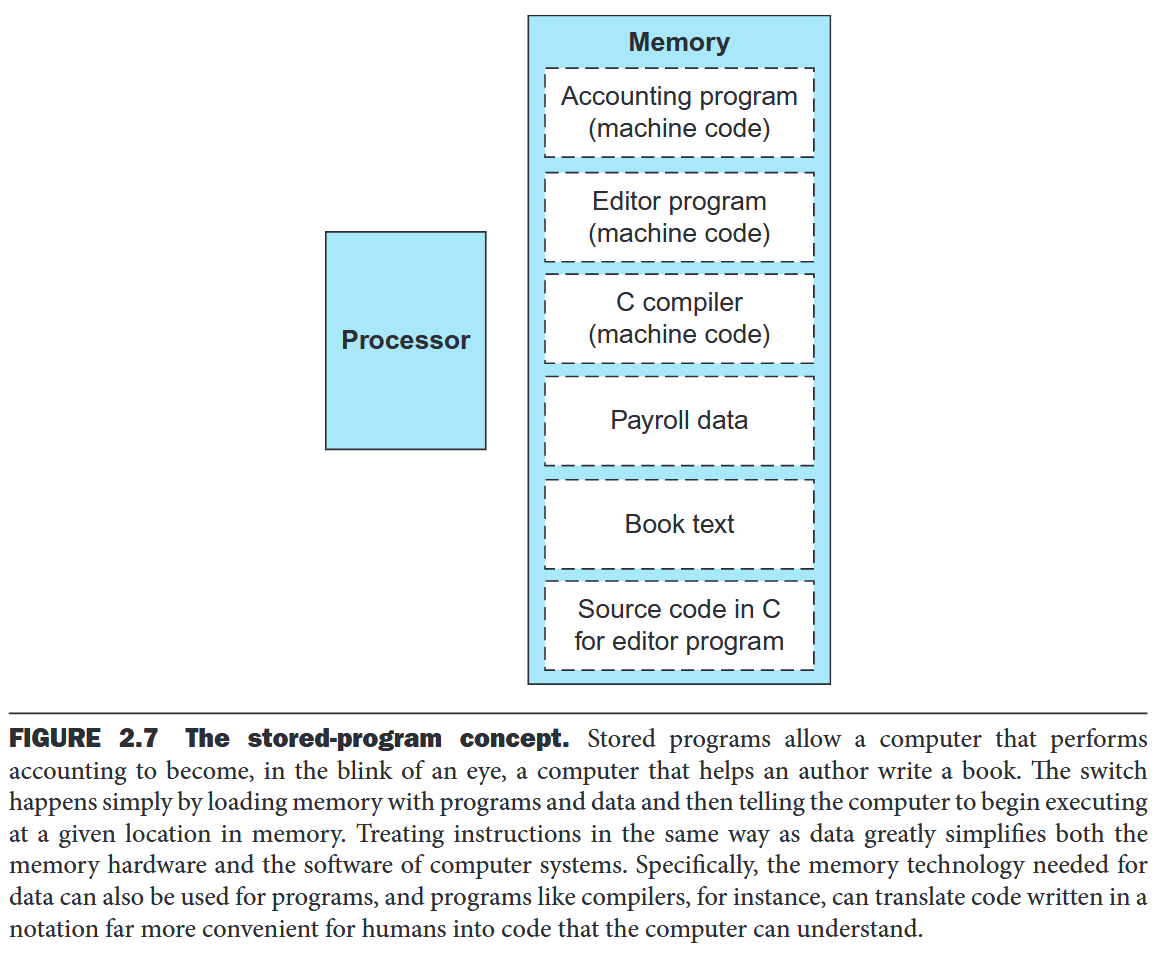 Memory
Accounting program
(machine code)
Editor program
(machine code)
C compiler
(machine code)
Processor
Payroll data
Book text
Source code in C
for editor program
FIGURE 2.7 The stored-program concept. Stored programs allow a computer that performs
accounting to become, in the blink of an eye, a computer that helps an author write a book. The switch
happens simply by loading memory with programs and data and then telling the computer to begin executing
at a given location in memory. Treating instructions in the same way as data greatly simplifies both the
memory hardware and the software of computer systems. Specifically, the memory technology needed for
data can also be used for programs, and programs like compilers, for instance, can translate code written in a
notation far more convenient for humans into code that the computer can understand.